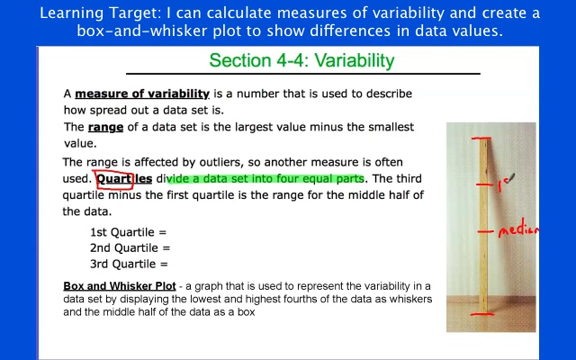 Learning Target: I can calculate measures of variability and create a
box-and-whisker plot to show differences in data values.
Section 4-4: Variability
A measure of variability is a number that is used to describe
how spread out a data set is.
The range of a data set is the largest value minus the smallest
value.
The range is affected by outliers, so another measure is often
used. Quartiles divide a data set into four equal parts. The third
quartile minus the first quartile is the range for the middle half of
the data.
1st Quartile =
2nd Quartile =
3rd Quartile =
median
Box and Whisker Plot - a graph that is used to represent the variability in a
data set by displaying the lowest and highest fourths of the data as whiskers
and the middle half of the data as a box